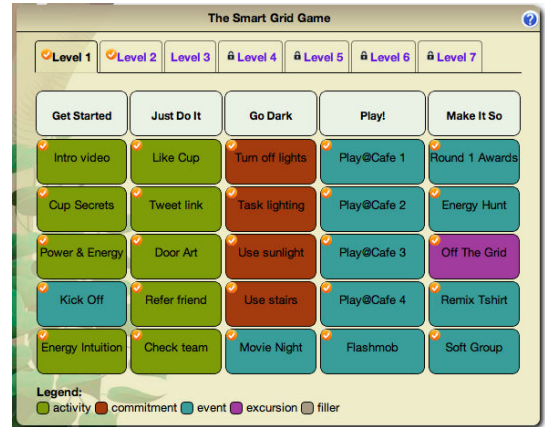 The Smart Grid Game
?
Level 1 Level 2 Level 3 Level 4 Level 5 Level 6 Level 7
Get Started Just Do It Go Dark Play! Make It So
Intro video Like Cup Turn off lights Play@Cafe 1 Round 1 Awards
Cup Secrets Tweet link Task lighting Play@Cafe 2 Energy Hunt
Power & Energy Door Art Use sunlight Play@Cafe 3 Off The Grid
Kick Off Refer friend Use stairs Play@Cafe 4 Remix Tshirt
Energy Intuition Check team Movie Night Flashmob Soft Group
Legend:
activity commitment event excursion filler